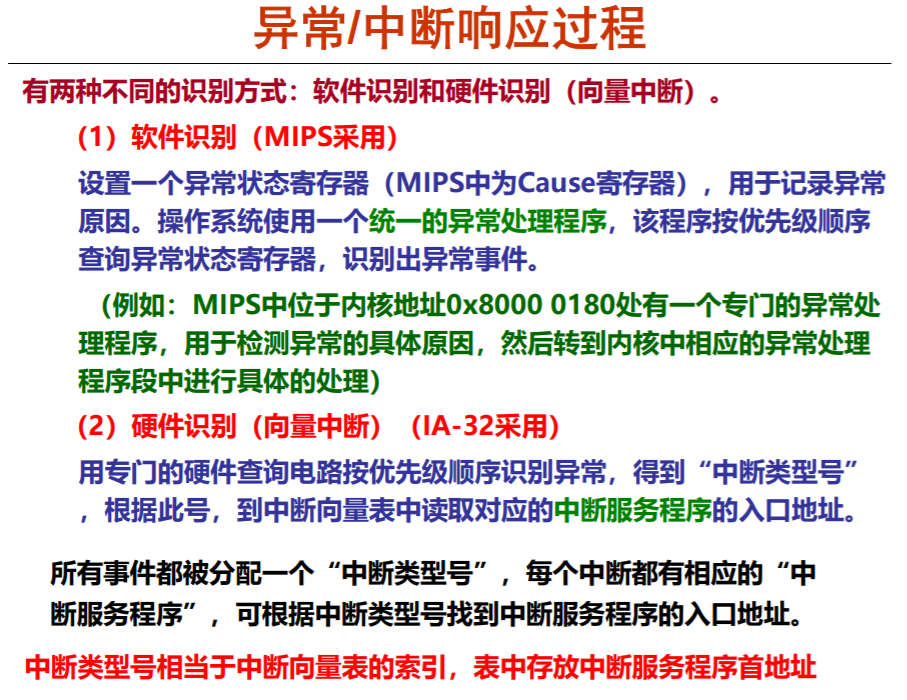 异常/中断响应过程
有两种不同的识别方式：软件识别和硬件识别（向量中断）。
（1）软件识别（MIPS采用）
设置一个异常状态寄存器（MIPS中为Cause寄存器），用于记录异常
原因。操作系统使用一个统一的异常处理程序，该程序按优先级顺序
查询异常状态寄存器，识别出异常事件。
（例如：MIPS中位于内核地址0x8000 0180处有一个专门的异常处
理程序，用于检测异常的具体原因，然后转到内核中相应的异常处理
程序段中进行具体的处理）
（2）硬件识别（向量中断）（IA-32采用）
用专门的硬件查询电路按优先级顺序识别异常，得到“中断类型号”
，根据此号，到中断向量表中读取对应的中断服务程序的入口地址。
所有事件都被分配一个“中断类型号”，每个中断都有相应的“中
断服务程序”，可根据中断类型号找到中断服务程序的入口地址。
中断类型号相当于中断向量表的索引，表中存放中断服务程序首地址